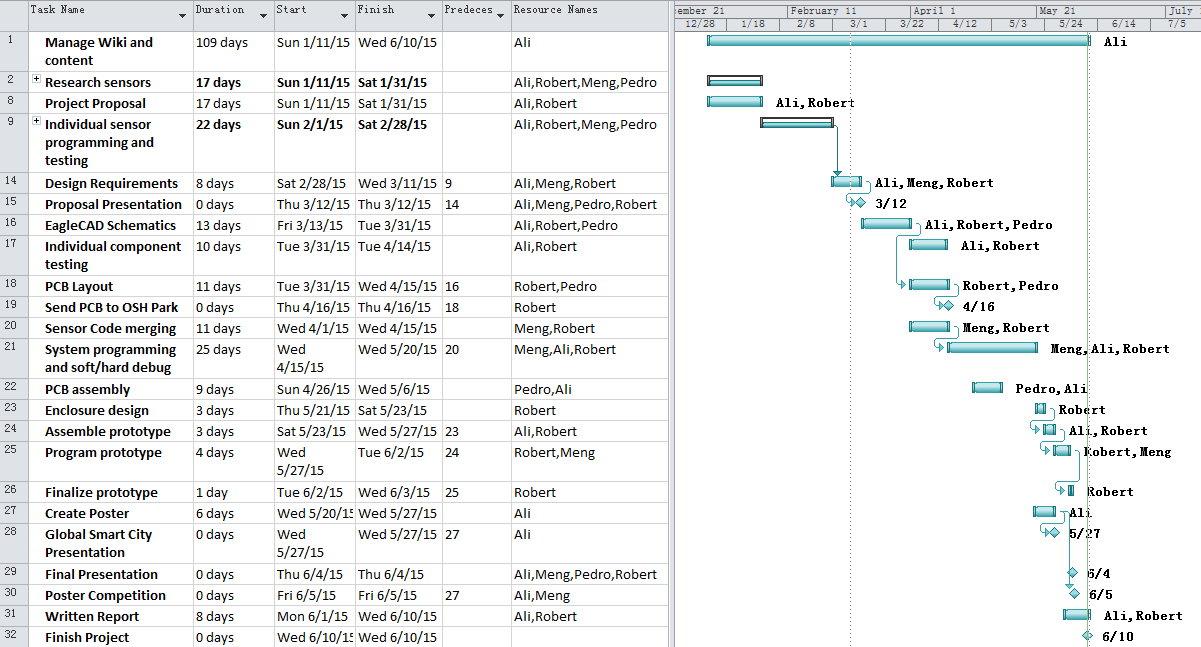 Task Name Duration Start Finish Predeces Resource Names
ember 21 February 11 April 1 May 21 July
12/28 1/18 2/8 3/1 3/22 4/12 5/3 5/24 6/14 7/5
1 Manage Wiki and 109 days Sun 1/11/15 Wed 6/10/15 Ali Ali
content
2 Research sensors 17 days Sun 1/11/15 Sat 1/31/15 Ali,Robert,Meng,Pedro
8 Project Proposal 17 days Sun 1/11/15 Sat 1/31/15 Ali,Robert Ali,Robert
9 Individual sensor 22 days Sun 2/1/15 Sat 2/28/15 Ali,Robert,Meng,Pedro
programming and
testing
14 Design Requirements 8 days Sat 2/28/15 Wed 3/11/15 9 Ali,Meng,Robert Ali,Meng,Robert
15 Proposal Presentation 0 days Thu 3/12/15 Thu 3/12/15 14 Ali,Meng,Pedro,Robert 3/12
16 EagleCAD Schematics 13 days Fri 3/13/15 Tue 3/31/15 Ali,Robert,Pedro Ali,Robert,Pedro
17 Individual component 10 days Tue 3/31/15 Tue 4/14/15 Ali,Robert Ali,Robert
testing
18 PCB Layout 11 days Tue 3/31/15 Wed 4/15/15 16 Robert,Pedro Robert,Pedro
19 Send PCB to OSH Park 0 days Thu 4/16/15 Thu 4/16/15 18 Robert 4/16
20 Sensor Code merging 11 days Wed 4/1/15 Wed 4/15/15 Meng,Robert Meng,Robert
21 System programming 25 days Wed Wed 5/20/15 20 Meng,Ali,Robert Meng,Ali,Robert
and soft/hard debug 4/15/15
22 PCB assembly 9 days Sun 4/26/15 Wed 5/6/15 Pedro,Ali Pedro,Ali
23 Enclosure design 3 days Thu 5/21/15 Sat 5/23/15 Robert Robert
24 Assemble prototype 3 days Sat 5/23/15 Wed 5/27/15 23 Ali,Robert Ali,Robert
25 Program prototype 4 days Wed Tue 6/2/15 24 Robert,Meng Robert,Meng
5/27/15
26 Finalize prototype 1 day Tue 6/2/15 Wed 6/3/15 25 Robert Robert
27 Create Poster 6 days Wed 5/20/15 Wed 5/27/15 Ali Ali
28 Global Smart City 0 days Wed Wed 5/27/15 27 Ali 5/27
Presentation 5/27/15
29 Final Presentation 0 days Thu 6/4/15 Thu 6/4/15 Ali,Meng,Pedro,Robert 6/4
30 Poster Competition 0 days Fri 6/5/15 Fri 6/5/15 27 Ali,Meng 6/5
31 Written Report 8 days Mon 6/1/15 Wed 6/10/15 Ali,Robert Ali,Robert
32 Finish Project 0 days Wed 6/10/15 Wed 6/10/15 6/10